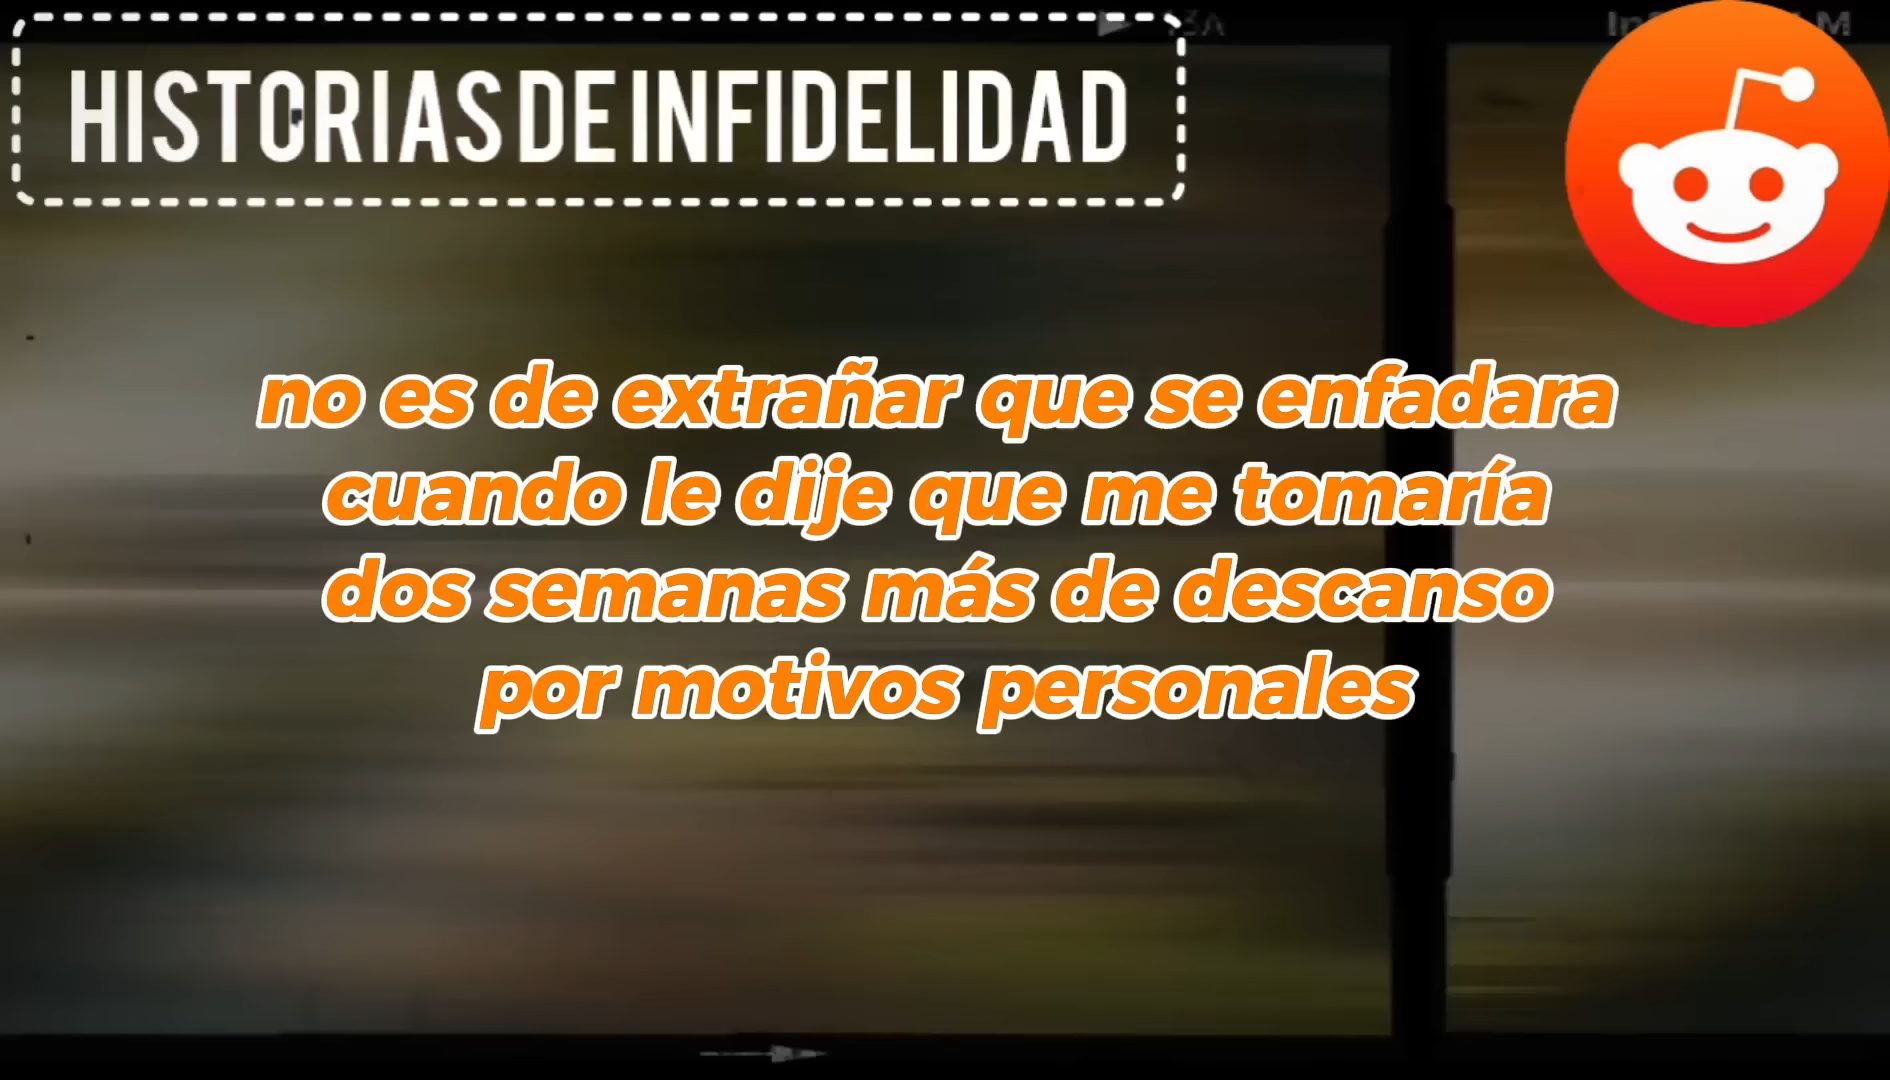 HISTORIAS DE INFIDELIDAD
no es de extrañar que se enfadara
cuando le dije que me tomaría
dos semanas más de descanso
por motivos personales